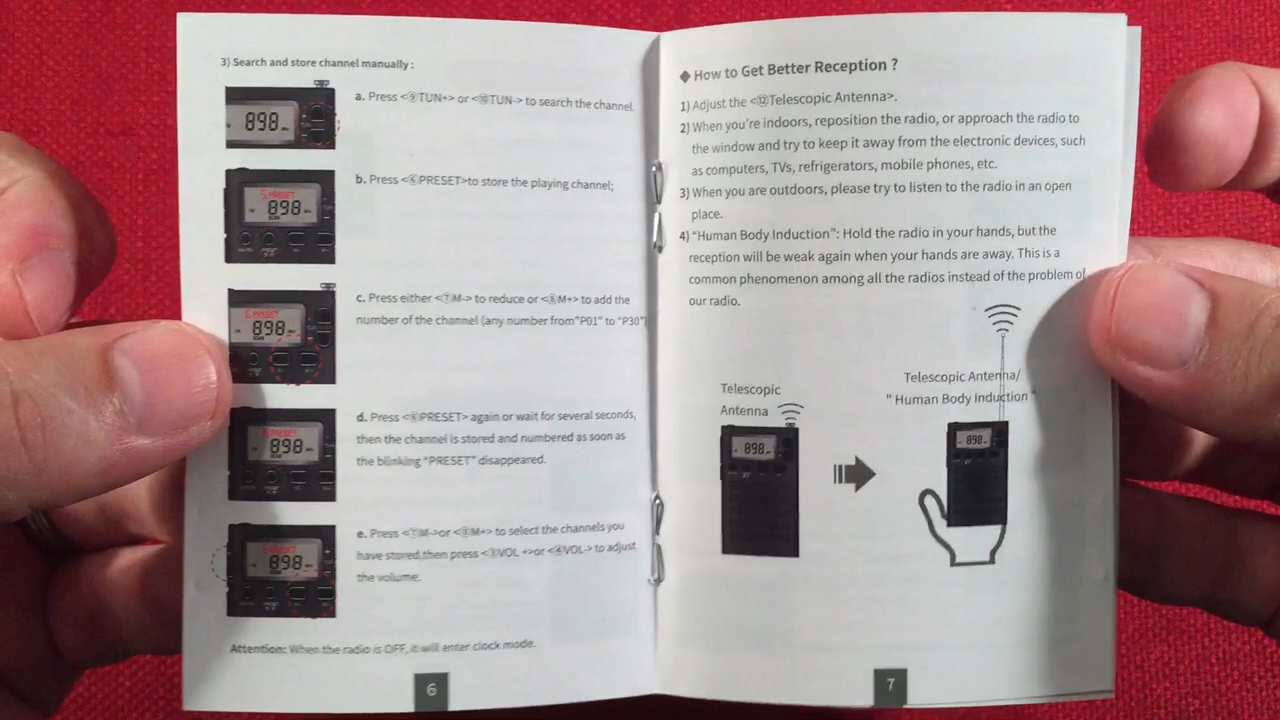 3) Search and store channel manually :
898
a. Press <⑨TUN+> or <⑩TUN-> to search the channel.
5 PRESET
898
SCAN
b. Press <⑥PRESET>to store the playing channel;
6 PRESET
898
SCAN
c. Press either <⑦M-> to reduce or <⑧M+> to add the
number of the channel (any number from"P01" to "P30")
6 PRESET
898
d. Press <⑥PRESET> again or wait for several seconds,
then the channel is stored and numbered as soon as
the blinking "PRESET" disappeared.
6 PRESET
898
e. Press <⑦M->or <⑧M+> to select the channels you
have stored,then press <③VOL +>or <④VOL-> to adjust
the volume.
Attention: When the radio is OFF, it will enter clock mode.
6
◆ How to Get Better Reception ?
1) Adjust the <⑫Telescopic Antenna>.
2) When you're indoors, reposition the radio, or approach the radio to
the window and try to keep it away from the electronic devices, such
as computers, TVs, refrigerators, mobile phones, etc.
3) When you are outdoors, please try to listen to the radio in an open
place.
4) "Human Body Induction": Hold the radio in your hands, but the
reception will be weak again when your hands are away. This is a
common phenomenon among all the radios instead of the problem of
our radio.
Telescopic
Antenna
898
Telescopic Antenna/
" Human Body Induction "
898
7